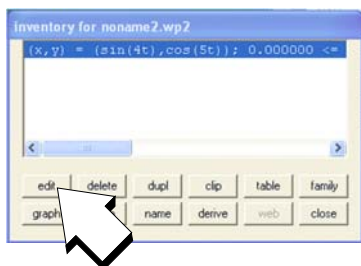 inventory for noname2.wp2
(x,y) = (sin(4t),cos(5t)); 0.000000 <=
edit delete dupl clip table family
graph name derive web close